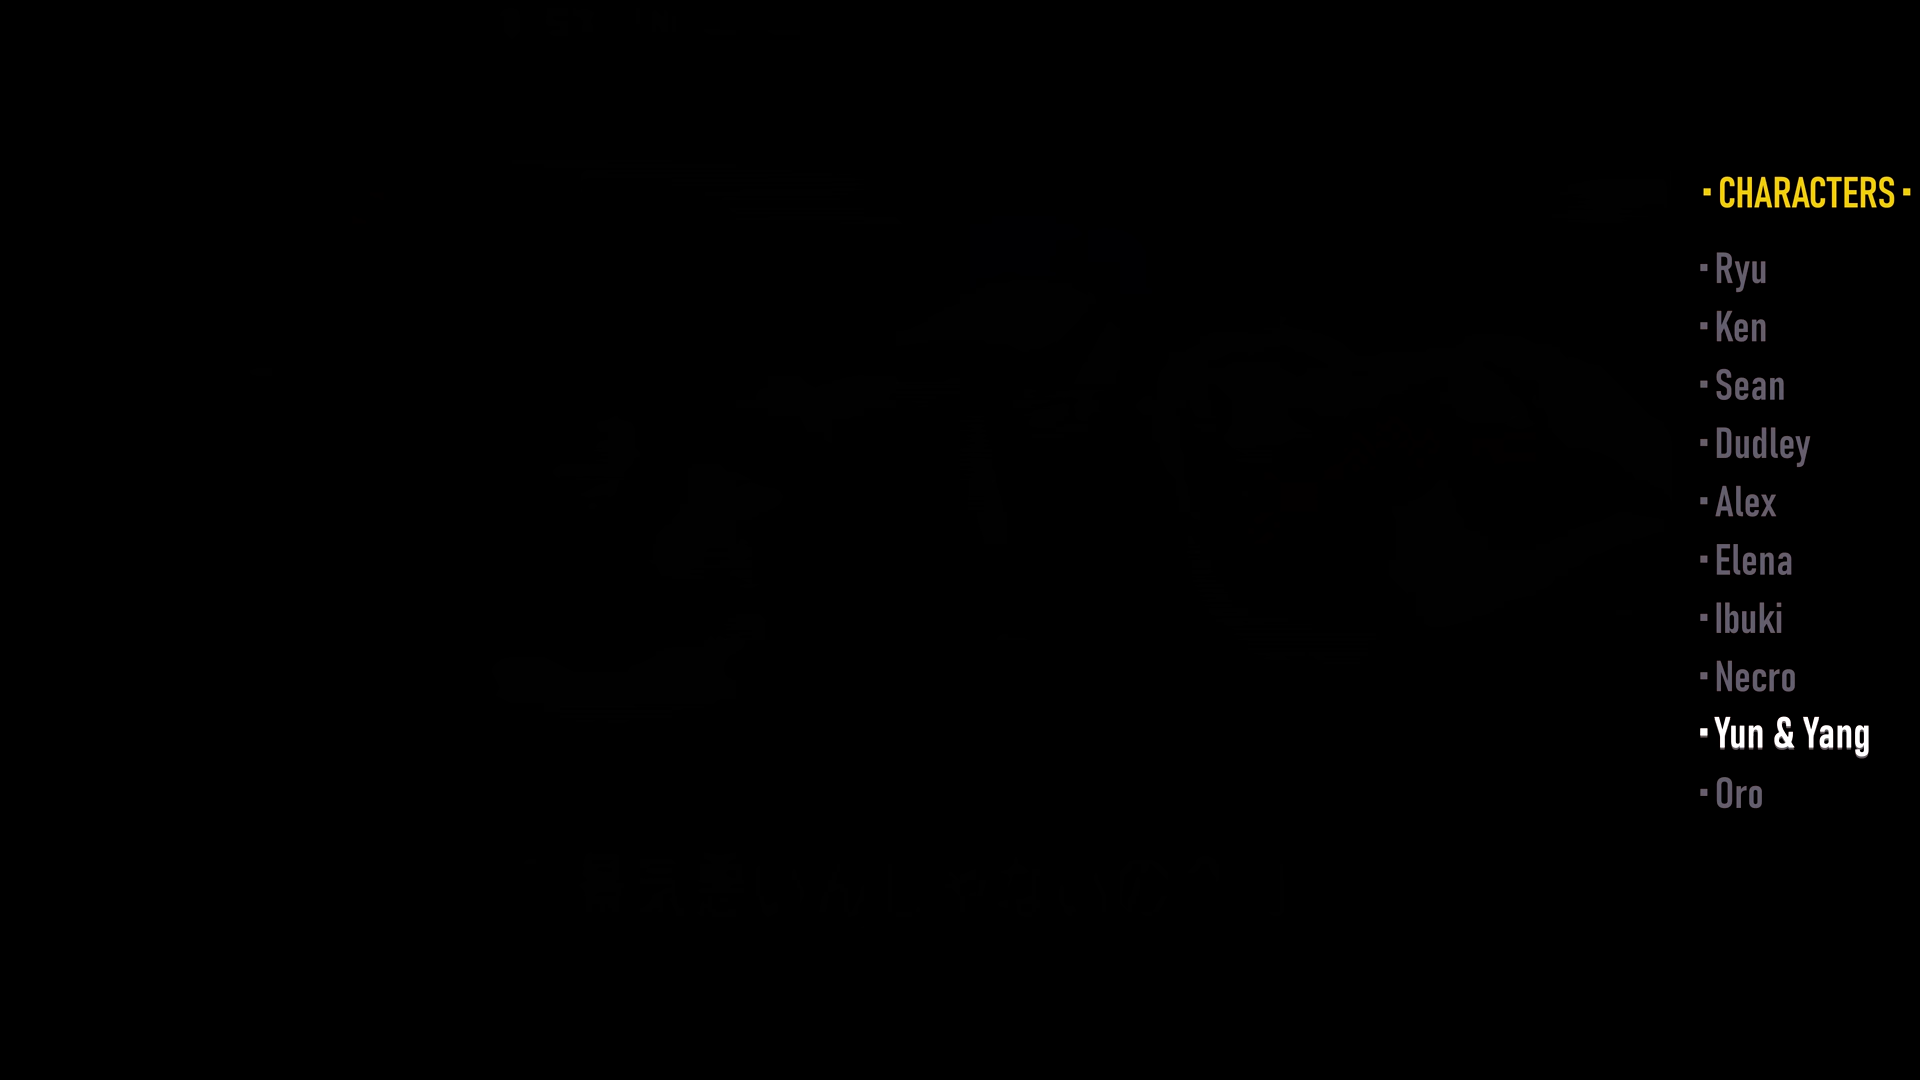 · CHARACTERS ·
· Ryu
· Ken
· Sean
· Dudley
· Alex
· Elena
· Ibuki
· Necro
· Yun & Yang
· Oro